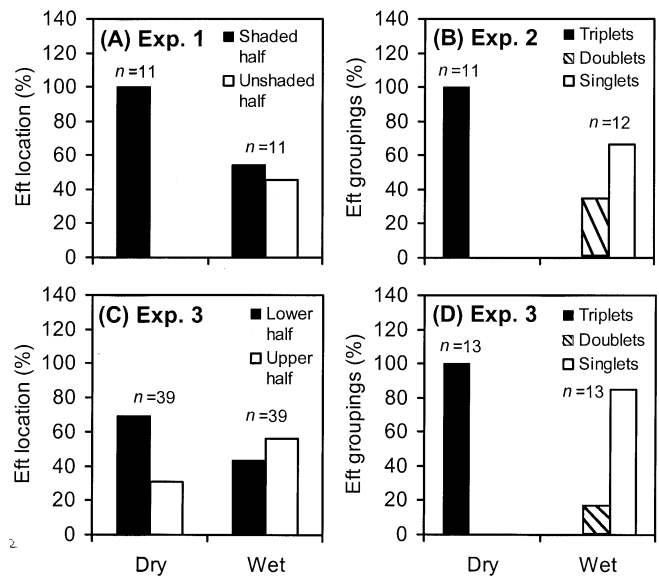 (A) Exp. 1
Shaded half
Unshaded half
n=11
n=11
Eft location (%)
140
120
100
80
60
40
20
0
(B) Exp. 2
Triplets
Doublets
Singlets
n=11
n=12
Eft groupings (%)
140
120
100
80
60
40
20
0
(C) Exp. 3
Lower half
Upper half
n=39
n=39
Eft location (%)
140
120
100
80
60
40
20
0
Dry
Wet
(D) Exp. 3
Triplets
Doublets
Singlets
n=13
n=13
Eft groupings (%)
140
120
100
80
60
40
20
0
Dry
Wet